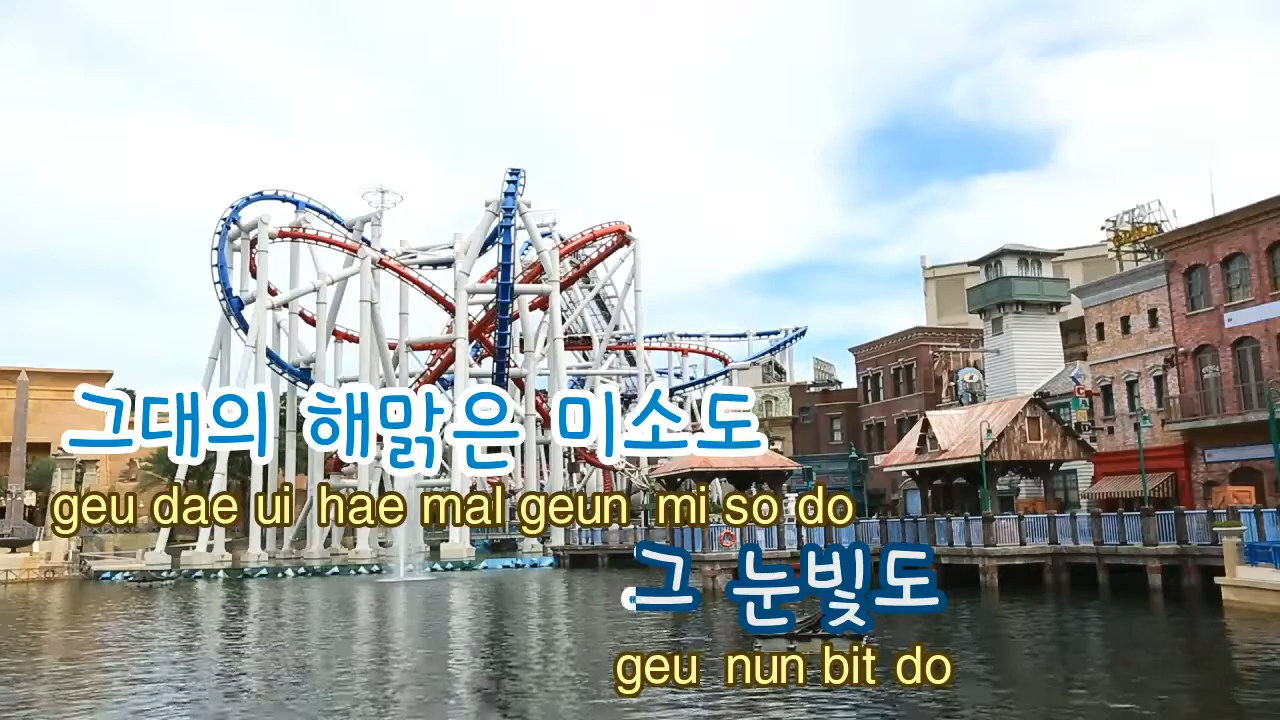 그대의 해맑은 미소도
geu dae ui hae mal geun mi so do
그 눈빛도
geu nun bit do